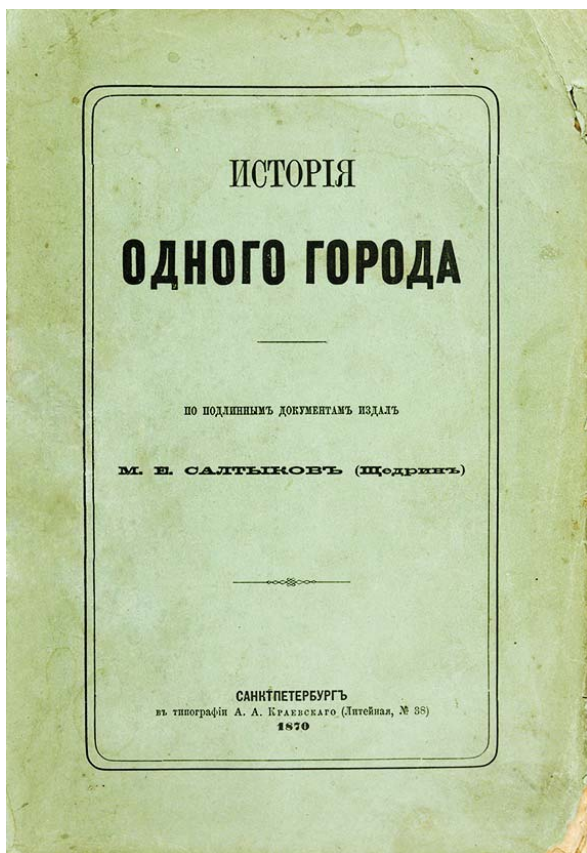 ИСТОРІЯ
ОДНОГО ГОРОДА
ПО ПОДЛИННЫМЪ ДОКУМЕНТАМЪ ИЗДАЛЪ
М. Е. САЛТЫКОВЪ (Щедринъ)
САНКТПЕТЕРБУРГЪ
въ типографіи А. А. Краевскаго (Литейная, № 38)
1870